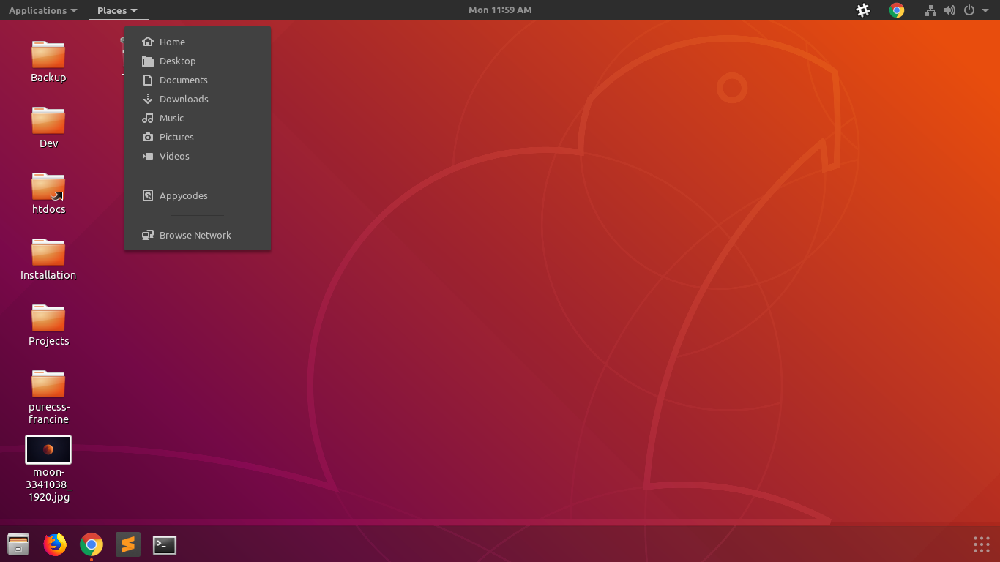 Applications Places Mon 11:59 AM
Home
Desktop
Documents
Downloads
Music
Pictures
Videos
Appycodes
Browse Network
Backup
Dev
htdocs
Installation
Projects
purecss-
francine
moon-
3341038_
1920.jpg